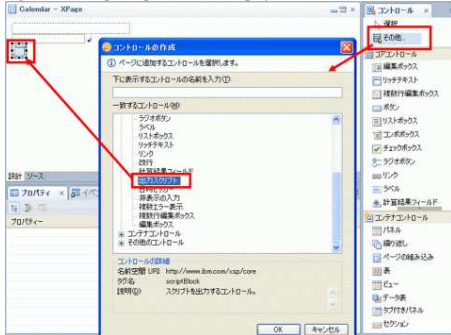 Calendar - XPage
コントロール
選択
その他...
コアコントロール
編集ボックス
リッチテキスト
複数行編集ボックス
ボタン
リストボックス
コンボボックス
チェックボックス
ラジオボタン
リンク
ラベル
計算結果フィールド
コンテナコントロール
パネル
繰り返し
ページの組み込み
表
ビュー
データ表
タブ付きパネル
セクション
コントロールの作成
ページに追加するコントロールを選択します。
下に表示するコントロールの名前を入力(T):
一致するコントロール(M):
ラジオボタン
ラベル
リストボックス
リッチテキスト
リンク
改行
計算結果フィールド
出力スクリプト
日時ピッカー
非表示の入力
複数エラー表示
複数行編集ボックス
編集ボックス
コンテナコントロール
その他のコントロール
コントロールの詳細
名前空間 URI: http://www.ibm.com/xsp/core
タグ名: scriptBlock
説明(D): スクリプトを出力するコントロール。
OK
キャンセル
設計 ソース
プロパティ
プロパティー